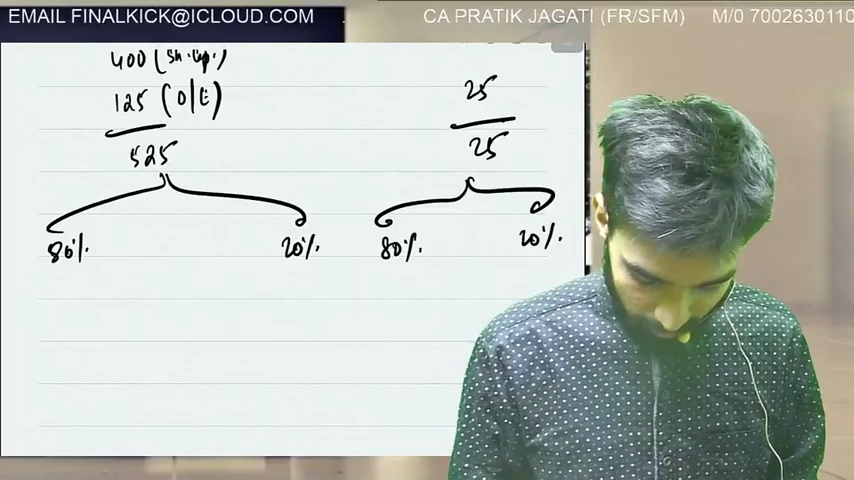 EMAIL FINALKICK@ICLOUD.COM
CA PRATIK JAGATI (FR/SFM)
M/0 7002630110
400 (Sh. Cap.)
125 (O/E)
525
80%.
20%.
25
25
80%.
20%.